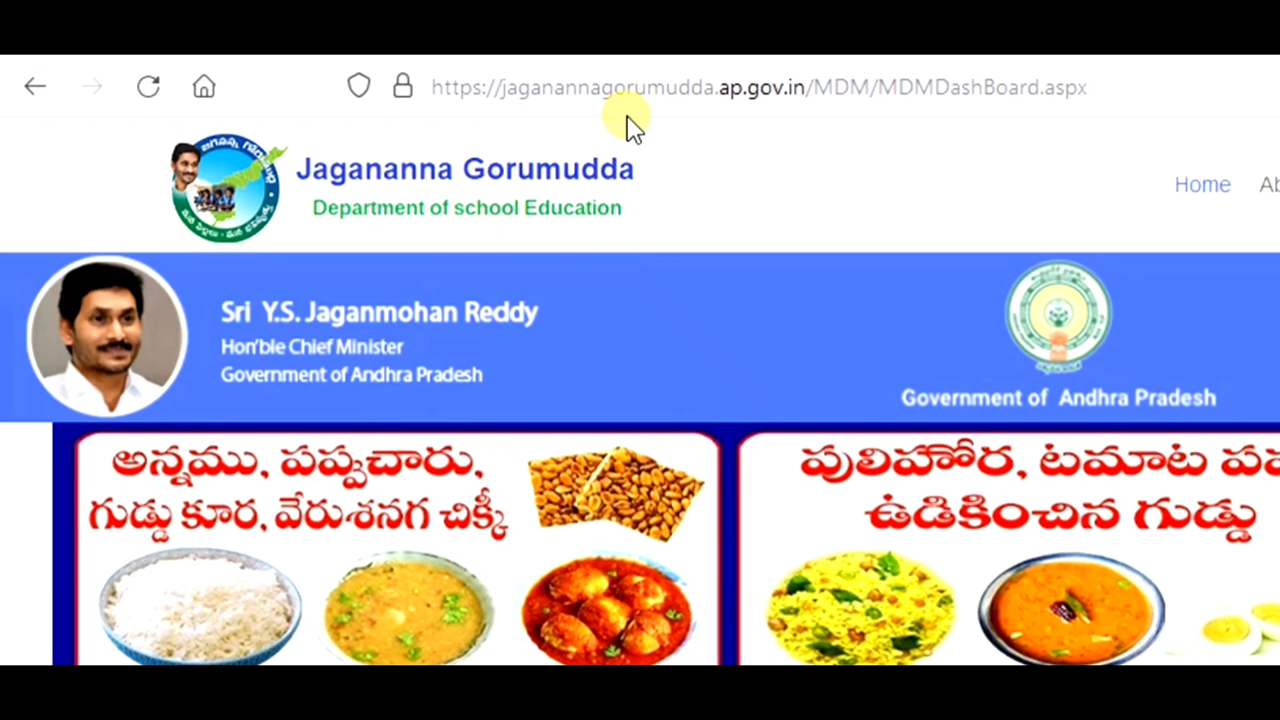 https://jaganannagorumudda.ap.gov.in/MDM/MDMDashBoard.aspx
Jagananna Gorumudda
Department of school Education
Home
Ab
Sri Y.S. Jaganmohan Reddy
Hon'ble Chief Minister
Government of Andhra Pradesh
Government of Andhra Pradesh
అన్నము, పప్పుచారు,
గుడ్డు కూర, వేరుశనగ చిక్కీ
పులిహోర, టమాట
ఉడికించిన గుడ్డు